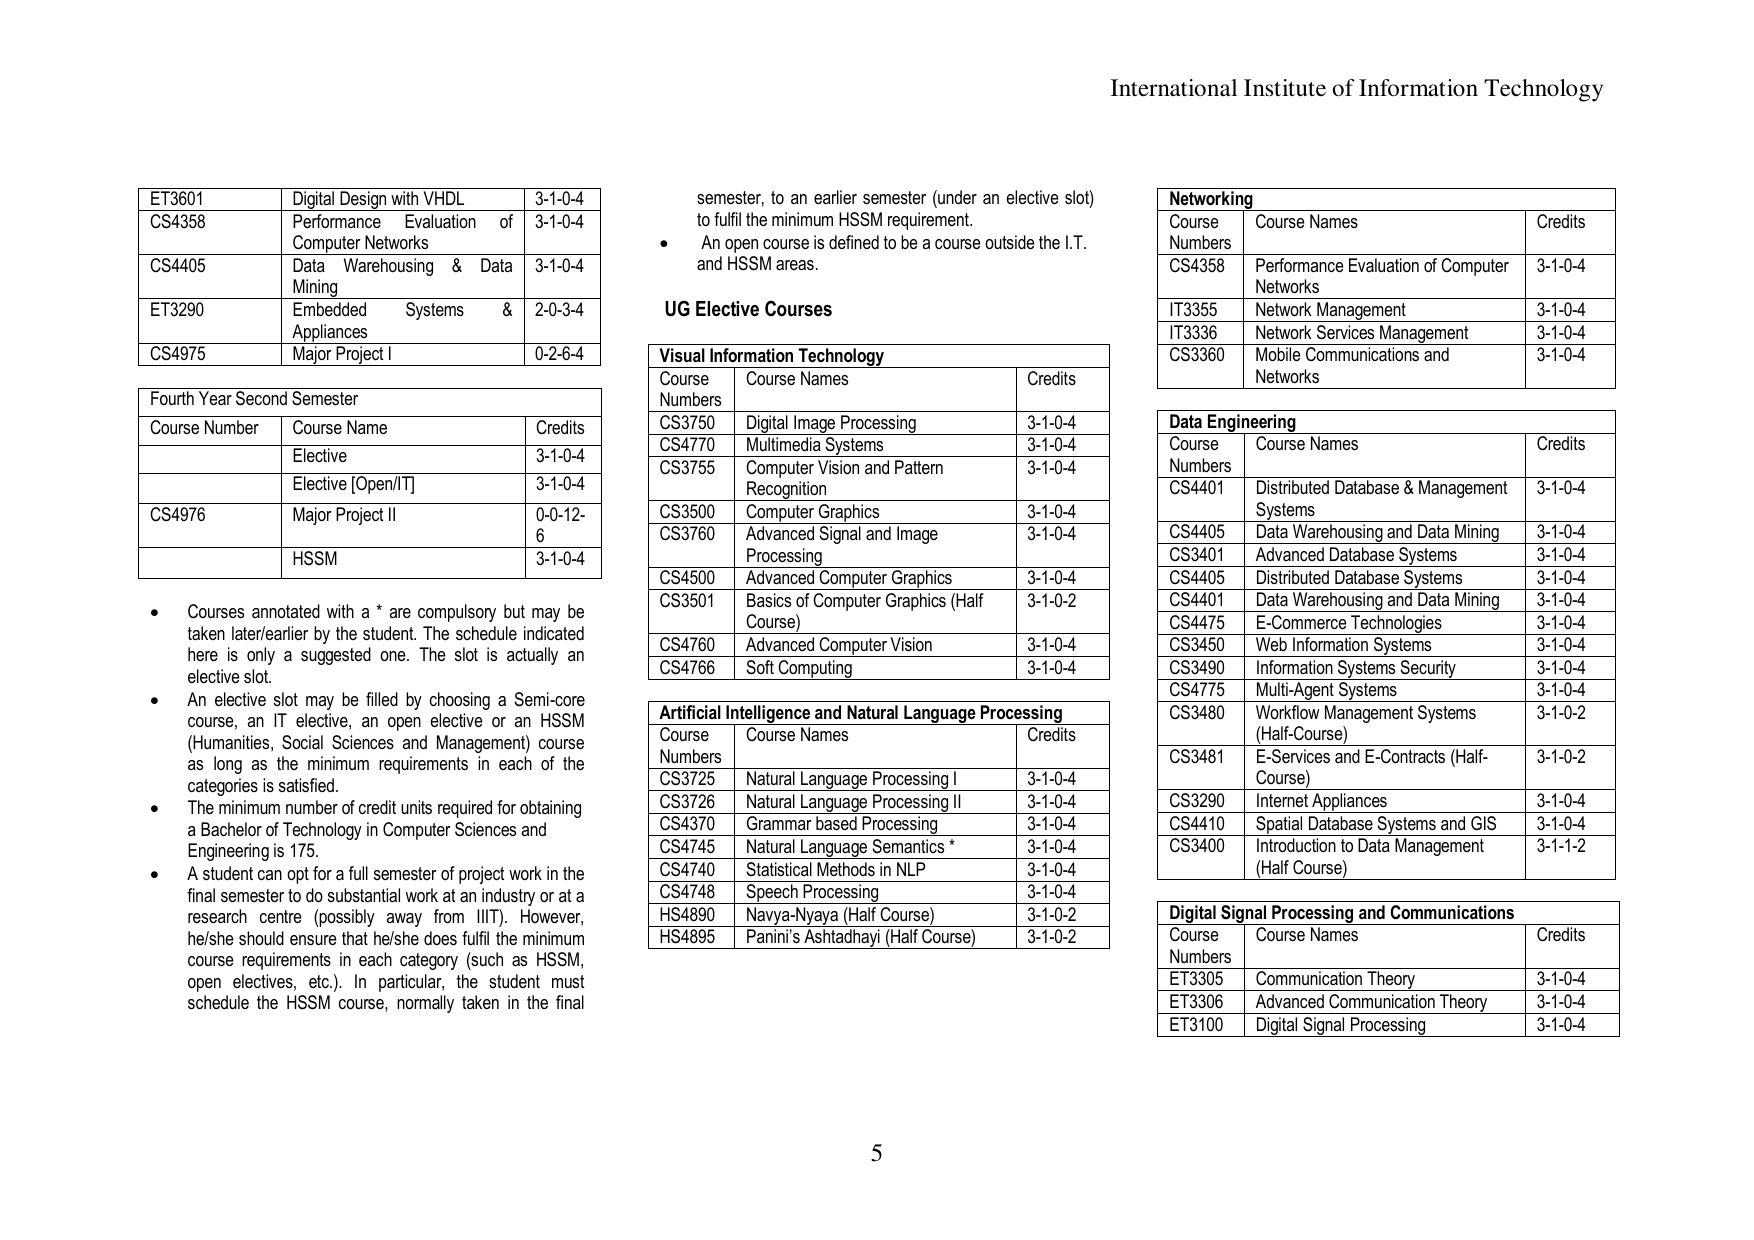 International Institute of Information Technology
ET3601 Digital Design with VHDL 3-1-0-4
CS4358 Performance Evaluation of 3-1-0-4
Computer Networks
CS4405 Data Warehousing & Data 3-1-0-4
Mining
ET3290 Embedded Systems & 2-0-3-4
Appliances
CS4975 Major Project I 0-2-6-4
Fourth Year Second Semester
Course Number Course Name Credits
Elective 3-1-0-4
Elective [Open/IT] 3-1-0-4
CS4976 Major Project II 0-0-12-
6
HSSM 3-1-0-4
• Courses annotated with a * are compulsory but may be
taken later/earlier by the student. The schedule indicated
here is only a suggested one. The slot is actually an
elective slot.
• An elective slot may be filled by choosing a Semi-core
course, an IT elective, an open elective or an HSSM
(Humanities, Social Sciences and Management) course
as long as the minimum requirements in each of the
categories is satisfied.
• The minimum number of credit units required for obtaining
a Bachelor of Technology in Computer Sciences and
Engineering is 175.
• A student can opt for a full semester of project work in the
final semester to do substantial work at an industry or at a
research centre (possibly away from IIIT). However,
he/she should ensure that he/she does fulfil the minimum
course requirements in each category (such as HSSM,
open electives, etc.). In particular, the student must
schedule the HSSM course, normally taken in the final
semester, to an earlier semester (under an elective slot)
to fulfil the minimum HSSM requirement.
• An open course is defined to be a course outside the I.T.
and HSSM areas.
UG Elective Courses
Visual Information Technology
Course Course Names Credits
Numbers
CS3750 Digital Image Processing 3-1-0-4
CS4770 Multimedia Systems 3-1-0-4
CS3755 Computer Vision and Pattern 3-1-0-4
Recognition
CS3500 Computer Graphics 3-1-0-4
CS3760 Advanced Signal and Image 3-1-0-4
Processing
CS4500 Advanced Computer Graphics 3-1-0-4
CS3501 Basics of Computer Graphics (Half 3-1-0-2
Course)
CS4760 Advanced Computer Vision 3-1-0-4
CS4766 Soft Computing 3-1-0-4
Artificial Intelligence and Natural Language Processing
Course Course Names Credits
Numbers
CS3725 Natural Language Processing I 3-1-0-4
CS3726 Natural Language Processing II 3-1-0-4
CS4370 Grammar based Processing 3-1-0-4
CS4745 Natural Language Semantics * 3-1-0-4
CS4740 Statistical Methods in NLP 3-1-0-4
CS4748 Speech Processing 3-1-0-4
HS4890 Navya-Nyaya (Half Course) 3-1-0-2
HS4895 Panini’s Ashtadhayi (Half Course) 3-1-0-2
Networking
Course Course Names Credits
Numbers
CS4358 Performance Evaluation of Computer 3-1-0-4
Networks
IT3355 Network Management 3-1-0-4
IT3336 Network Services Management 3-1-0-4
CS3360 Mobile Communications and 3-1-0-4
Networks
Data Engineering
Course Course Names Credits
Numbers
CS4401 Distributed Database & Management 3-1-0-4
Systems
CS4405 Data Warehousing and Data Mining 3-1-0-4
CS3401 Advanced Database Systems 3-1-0-4
CS4405 Distributed Database Systems 3-1-0-4
CS4401 Data Warehousing and Data Mining 3-1-0-4
CS4475 E-Commerce Technologies 3-1-0-4
CS3450 Web Information Systems 3-1-0-4
CS3490 Information Systems Security 3-1-0-4
CS4775 Multi-Agent Systems 3-1-0-4
CS3480 Workflow Management Systems 3-1-0-2
(Half-Course)
CS3481 E-Services and E-Contracts (Half- 3-1-0-2
Course)
CS3290 Internet Appliances 3-1-0-4
CS4410 Spatial Database Systems and GIS 3-1-0-4
CS3400 Introduction to Data Management 3-1-1-2
(Half Course)
Digital Signal Processing and Communications
Course Course Names Credits
Numbers
ET3305 Communication Theory 3-1-0-4
ET3306 Advanced Communication Theory 3-1-0-4
ET3100 Digital Signal Processing 3-1-0-4
5